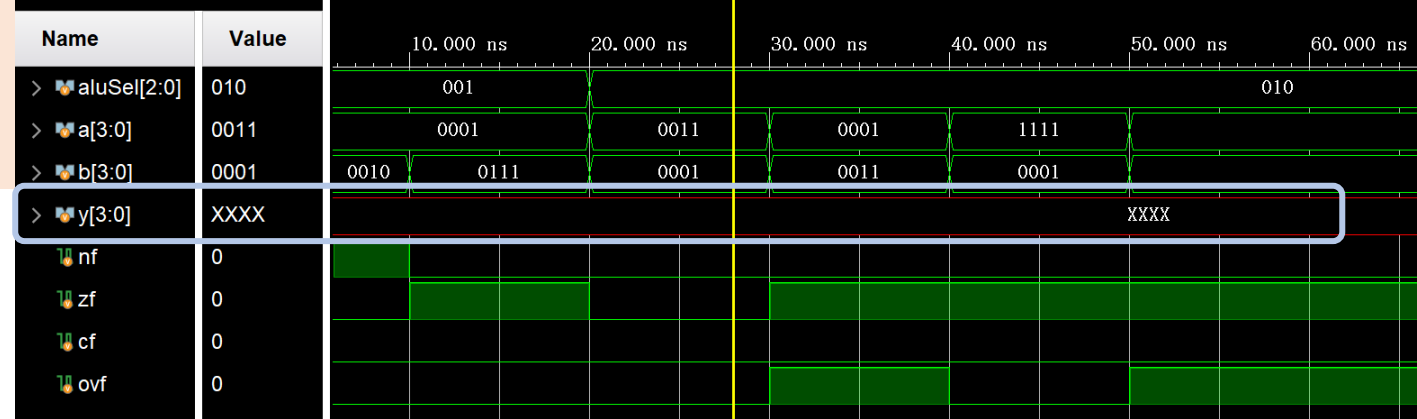 Name Value
10.000 ns 20.000 ns 30.000 ns 40.000 ns 50.000 ns 60.000 ns
aluSel[2:0] 010 001 010
a[3:0] 0011 0001 0011 0001 1111
b[3:0] 0001 0010 0111 0001 0011 0001
y[3:0] XXXX XXXX
nf 0
zf 0
cf 0
ovf 0